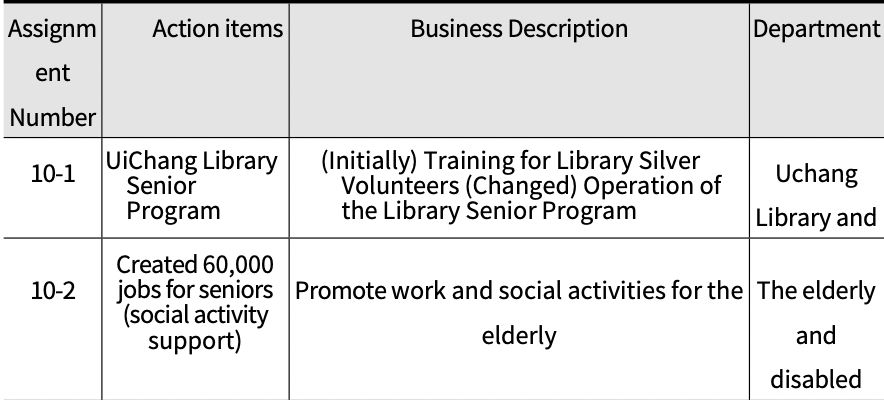 Assignm
ent
Number
Action items
Business Description
Department
10-1
UiChang Library
Senior
Program
(Initially) Training for Library Silver
Volunteers (Changed) Operation of
the Library Senior Program
Uchang
Library and
10-2
Created 60,000
jobs for seniors
(social activity
support)
Promote work and social activities for the
elderly
The elderly
and
disabled